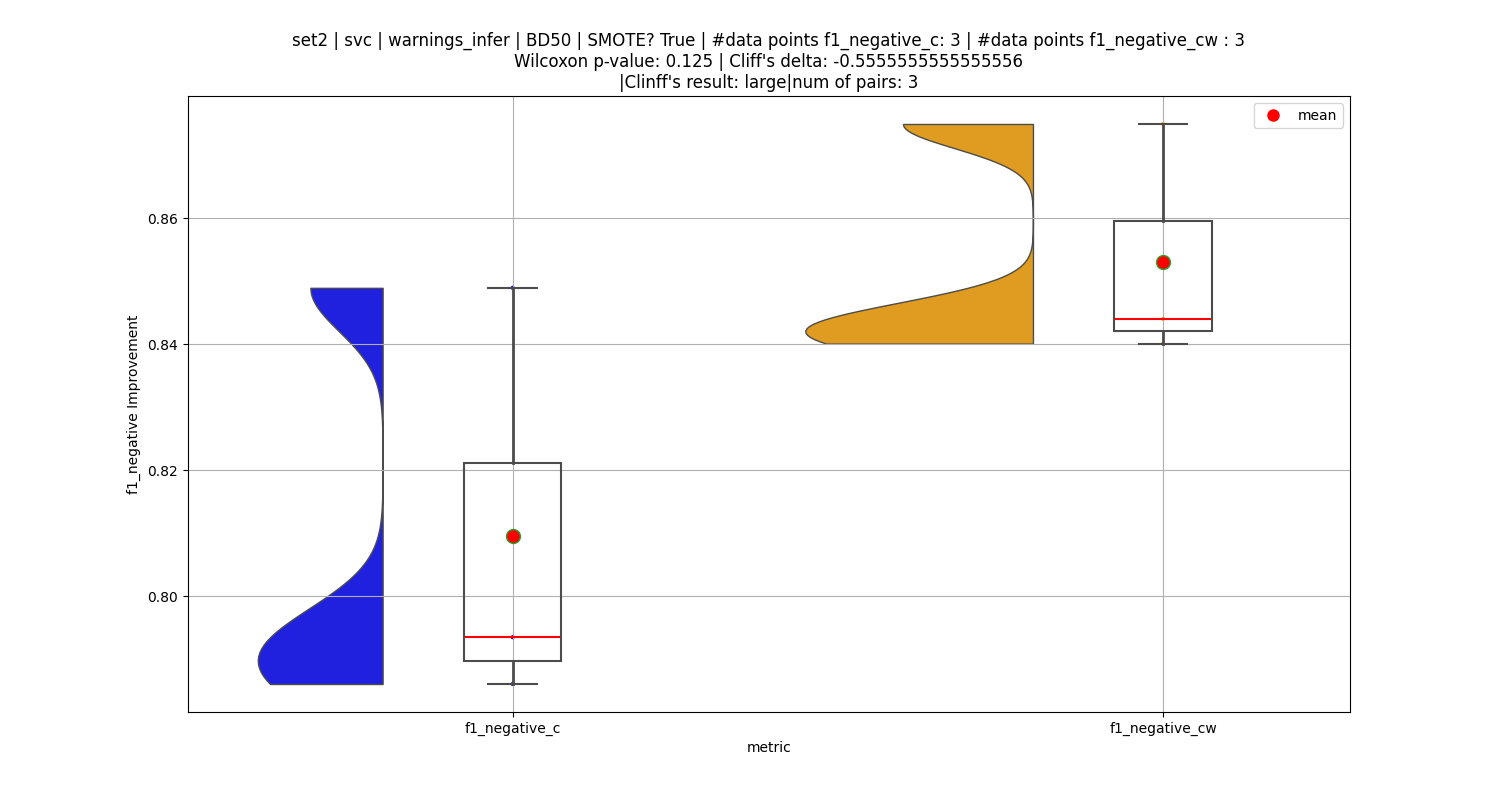 set2 | svc | warnings_infer | BD50 | SMOTE? True | #data points f1_negative_c: 3 | #data points f1_negative_cw : 3
Wilcoxon p-value: 0.125 | Cliff's delta: -0.5555555555555556
|Clinff's result: large|num of pairs: 3
mean
0.86
0.84
0.82
0.80
f1_negative Improvement
f1_negative_c
f1_negative_cw
metric